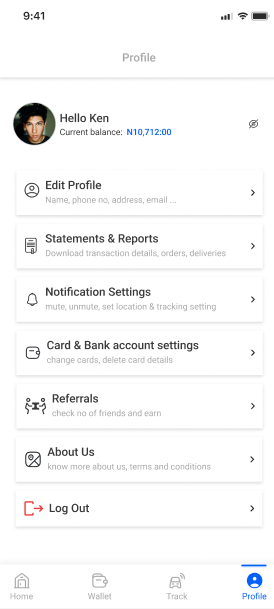 9:41
Profile
Hello Ken
Current balance: N10,712:00
Edit Profile
Name, phone no, address, email ...
Statements & Reports
Download transaction details, orders, deliveries
Notification Settings
mute, unmute, set location & tracking setting
Card & Bank account settings
change cards, delete card details
Referrals
check no of friends and earn
About Us
know more about us, terms and conditions
Log Out
Home Wallet Track Profile